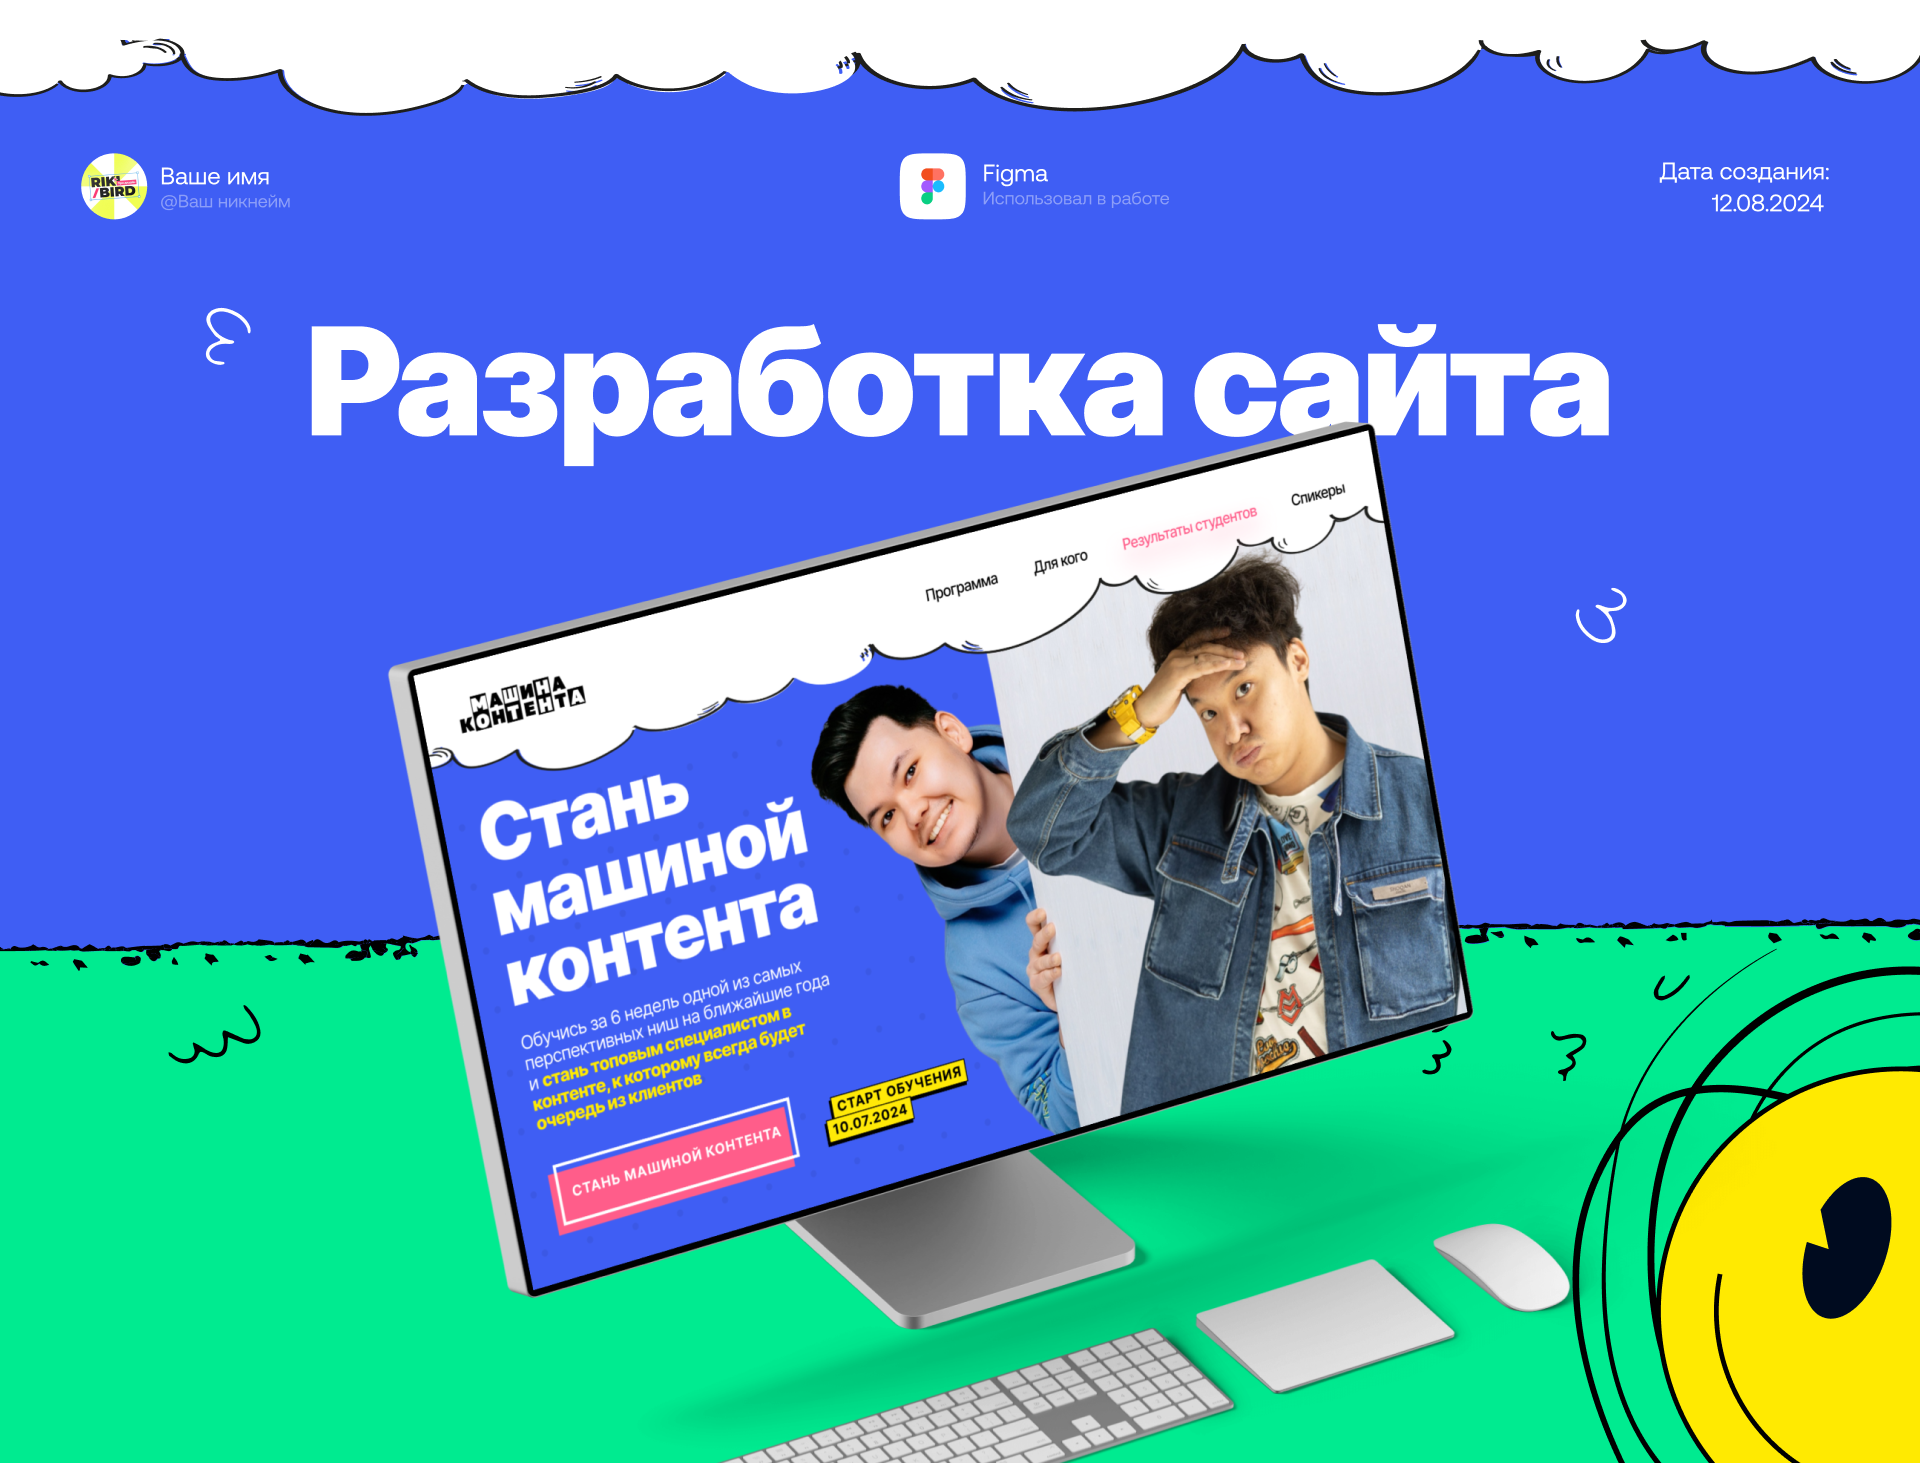 RIK
/BIRD
Ваше имя
@Ваш никнейм
Figma
Использовал в работе
Дата создания:
12.08.2024
Разработка сайта
МАШИНА
КОНТЕНТА
Программа
Для кого
Результаты студентов
Спикеры
Стань
машиной
контента
Обучись за 6 недель одной из самых
перспективных ниш на ближайшие года
и стань топовым специалистом в
контенте, к которому всегда будет
очередь из клиентов
СТАНЬ МАШИНОЙ КОНТЕНТА
СТАРТ ОБУЧЕНИЯ
10.07.2024